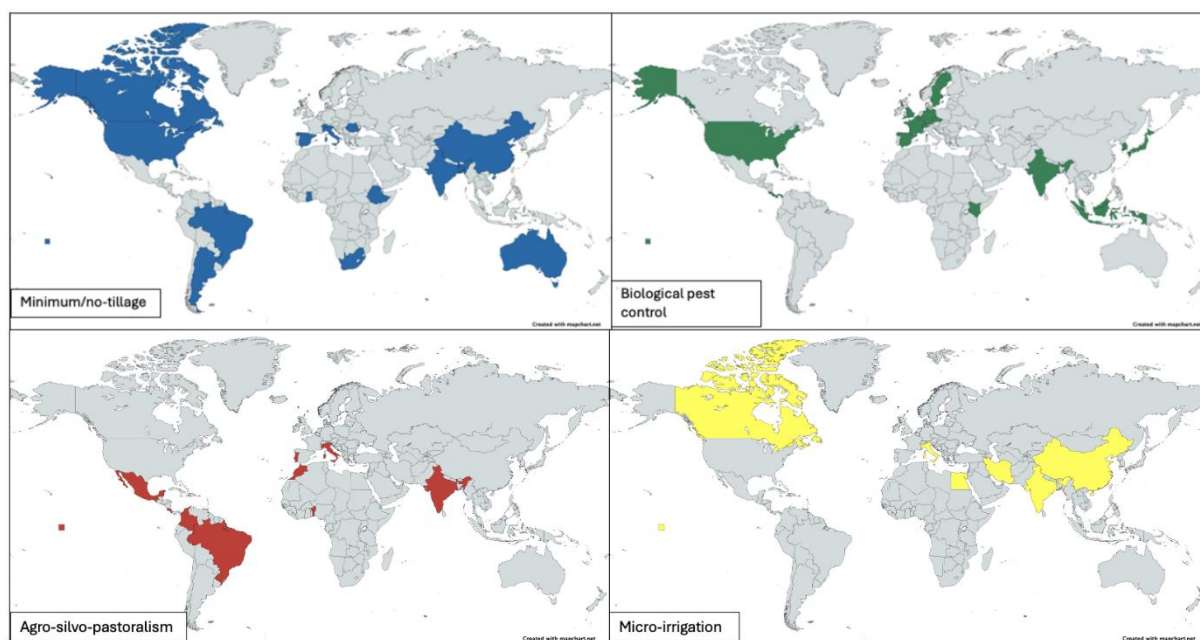 Minimum/no-tillage
Created with mapchart.net
Biological pest
control
Created with mapchart.net
Agro-silvo-pastoralism
Created with mapchart.net
Micro-irrigation
Created with mapchart.net